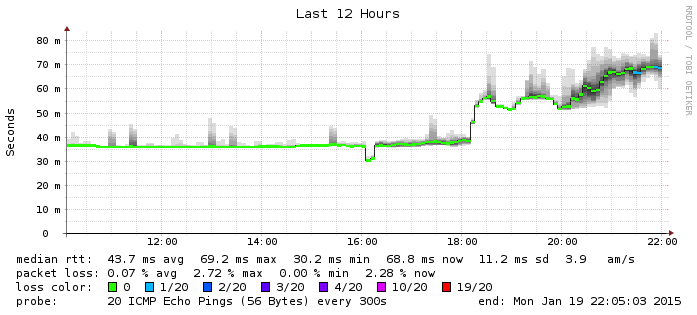 Last 12 Hours
RRDTOOL / TOBI OETIKER
Seconds
80 m
70 m
60 m
50 m
40 m
30 m
20 m
10 m
0
12:00 14:00 16:00 18:00 20:00 22:00
median rtt: 43.7 ms avg 69.2 ms max 30.2 ms min 68.8 ms now 11.2 ms sd 3.9 am/s
packet loss: 0.07 % avg 2.72 % max 0.00 % min 2.28 % now
loss color: 0 1/20 2/20 3/20 4/20 10/20 19/20
probe: 20 ICMP Echo Pings (56 Bytes) every 300s end: Mon Jan 19 22:05:03 2015